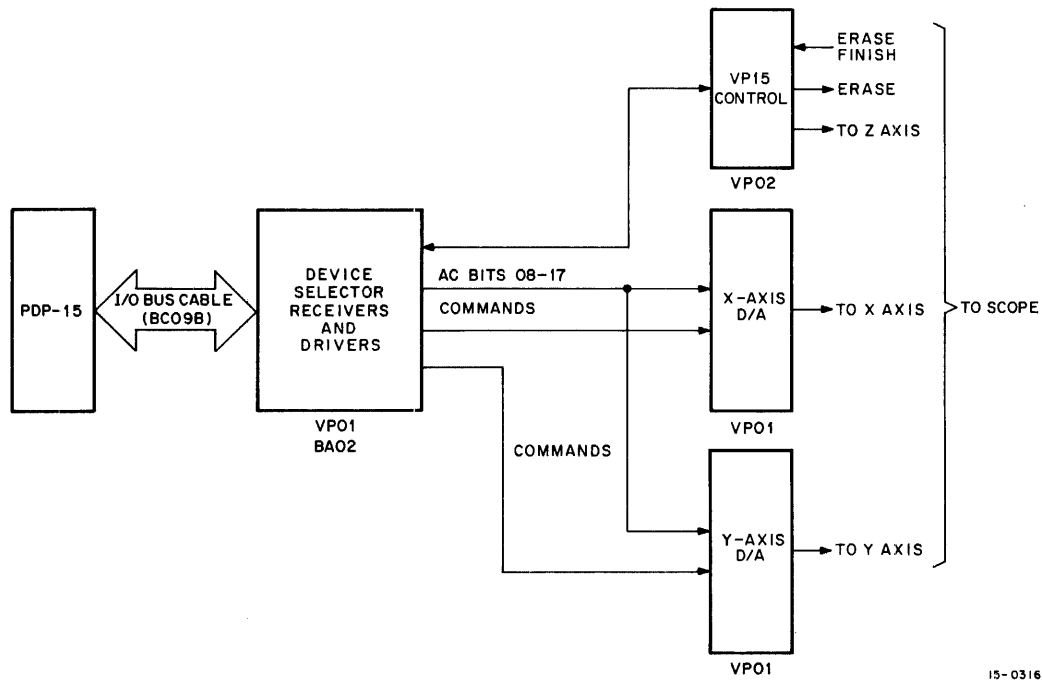 PDP-15
I/O BUS CABLE
(BC09B)
DEVICE
SELECTOR
RECEIVERS
AND
DRIVERS
VP01
BA02
AC BITS 08-17
COMMANDS
COMMANDS
VP15
CONTROL
VP02
ERASE
FINISH
ERASE
TO Z AXIS
X-AXIS
D/A
VP01
TO X AXIS
Y-AXIS
D/A
VP01
TO Y AXIS
TO SCOPE
15-0316